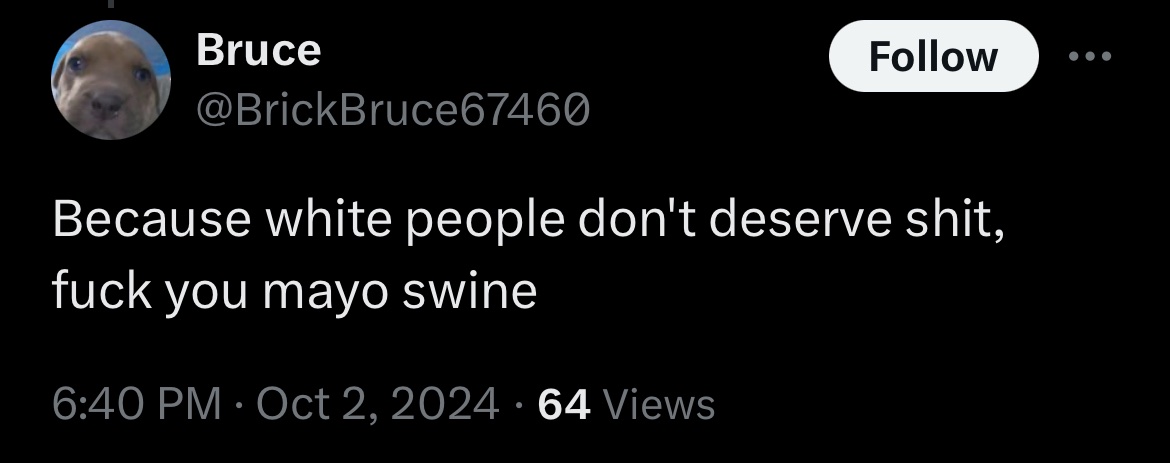 Bruce
Follow
@BrickBruce67460
Because white people don't deserve shit,
fuck you mayo swine
6:40 PM · Oct 2, 2024 · 64 Views